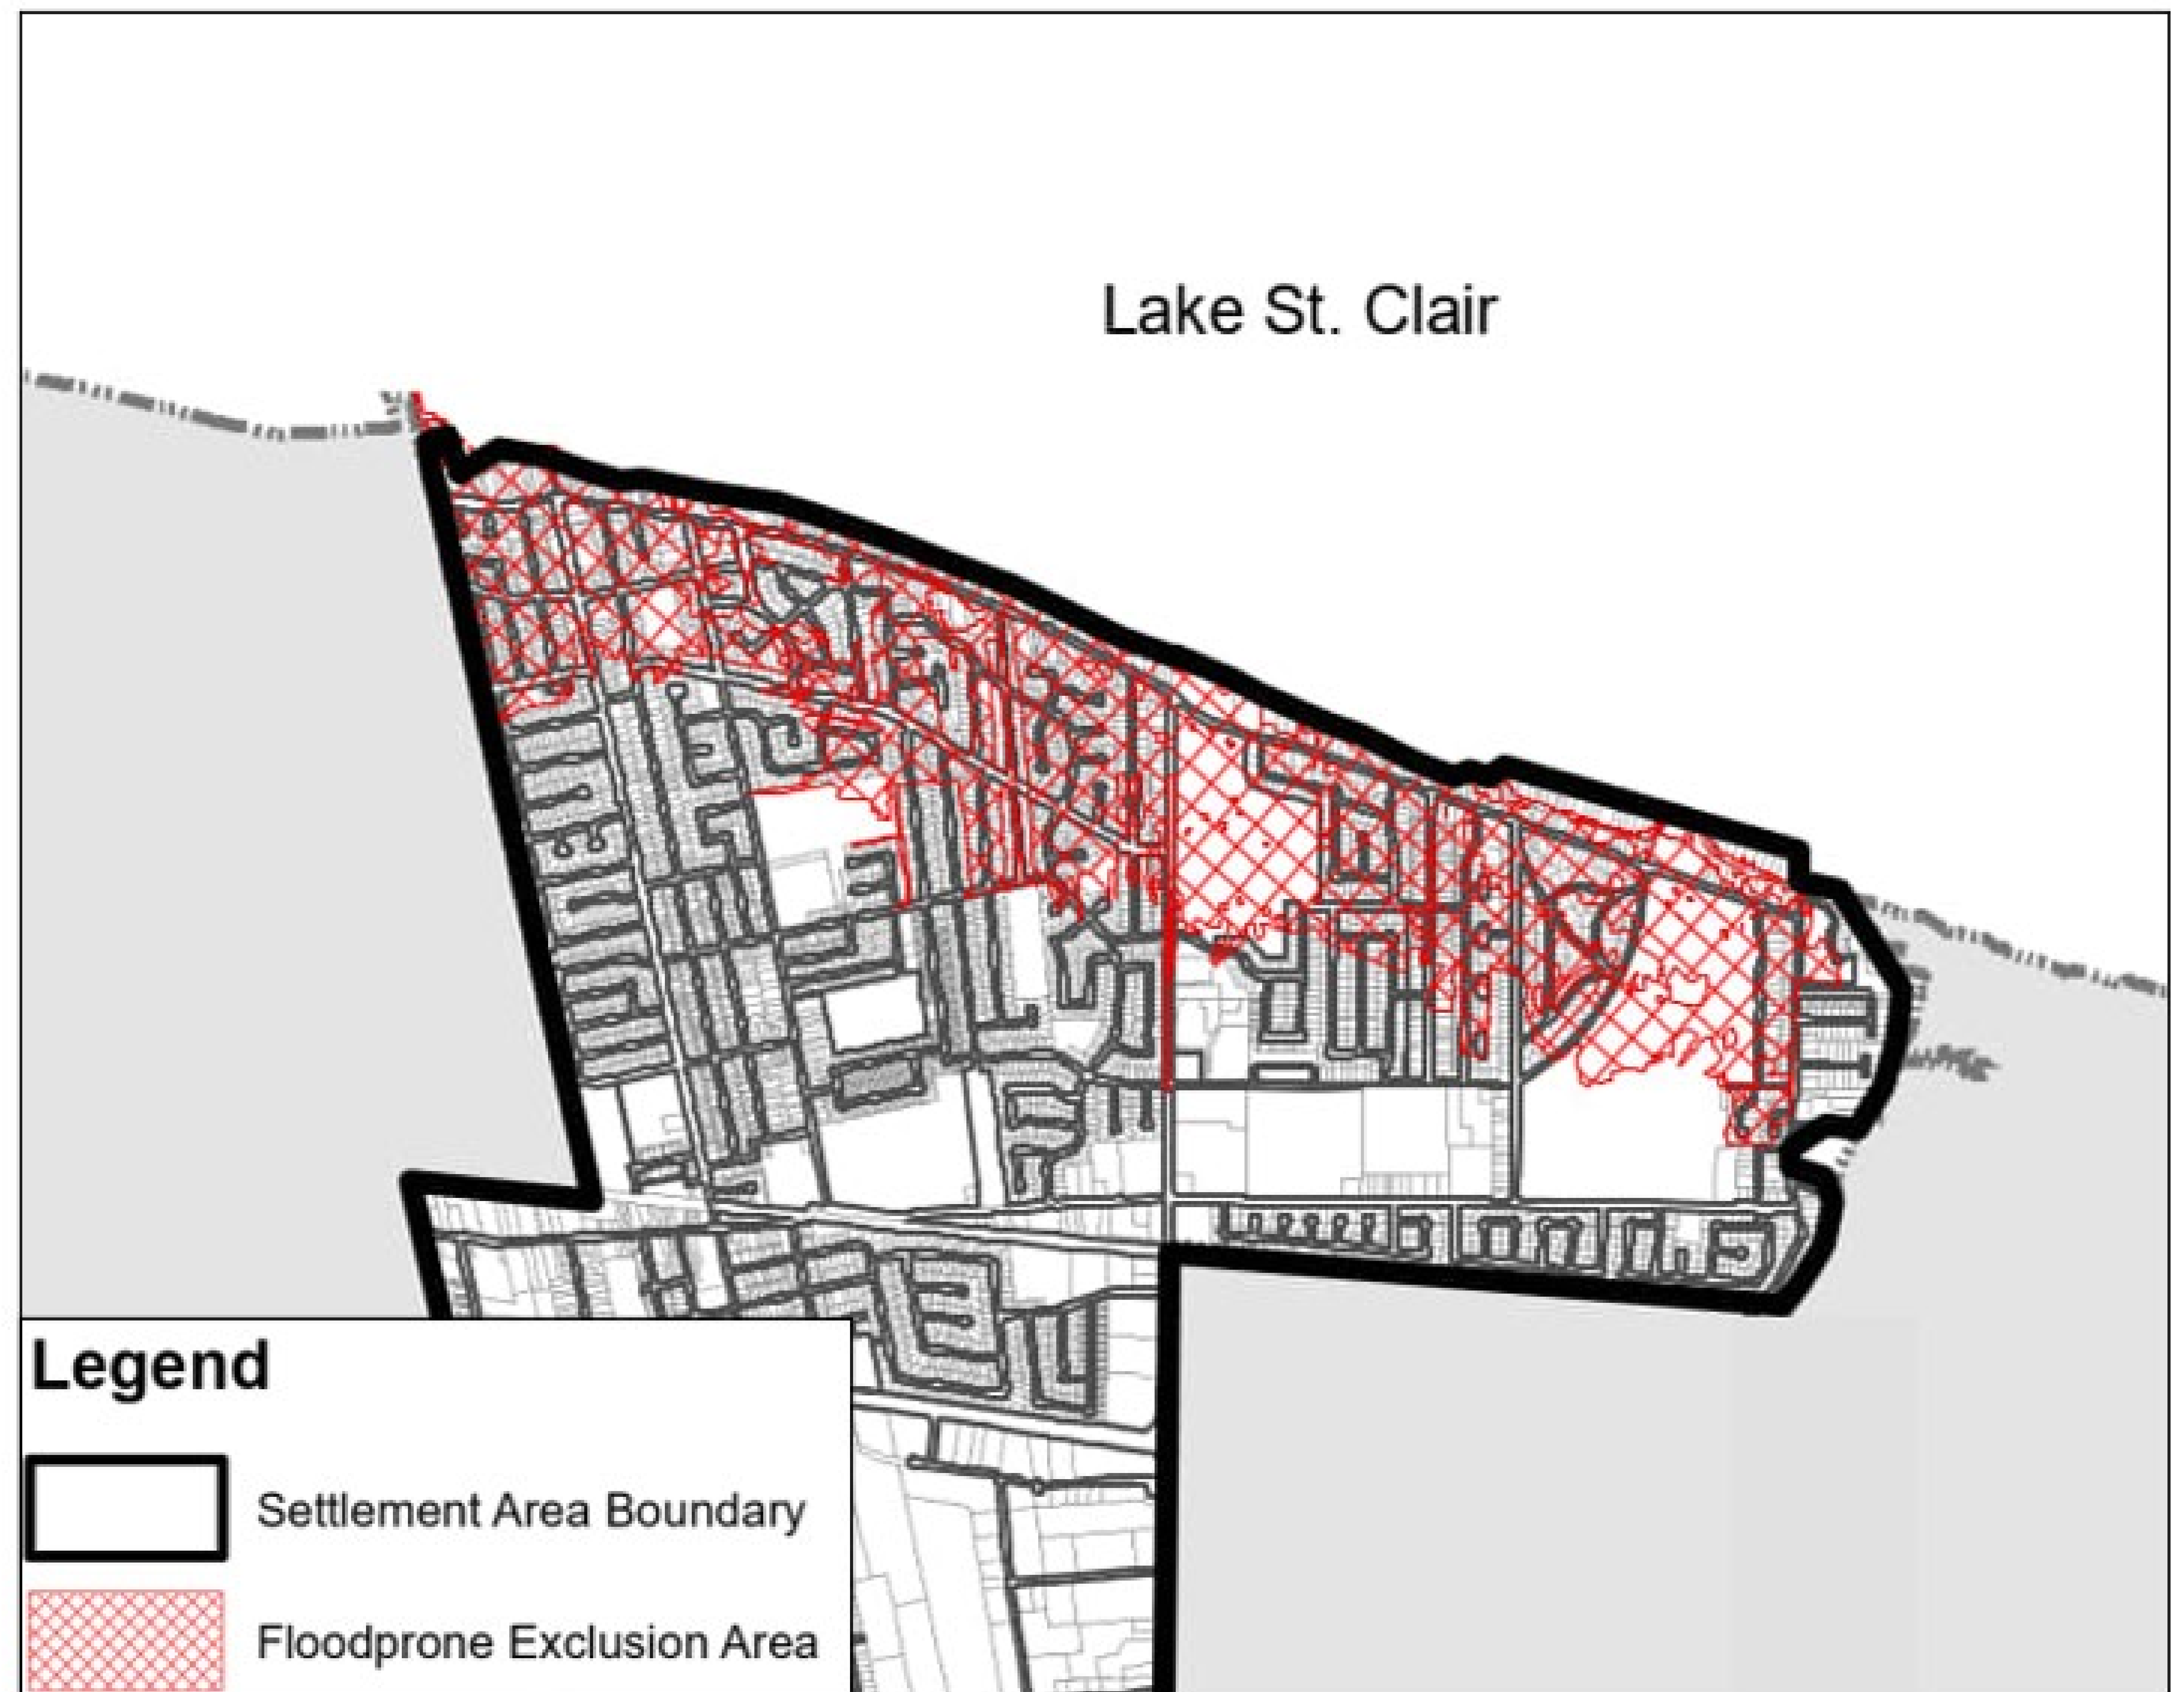 Lake St. Clair
Legend
Settlement Area Boundary
Floodprone Exclusion Area